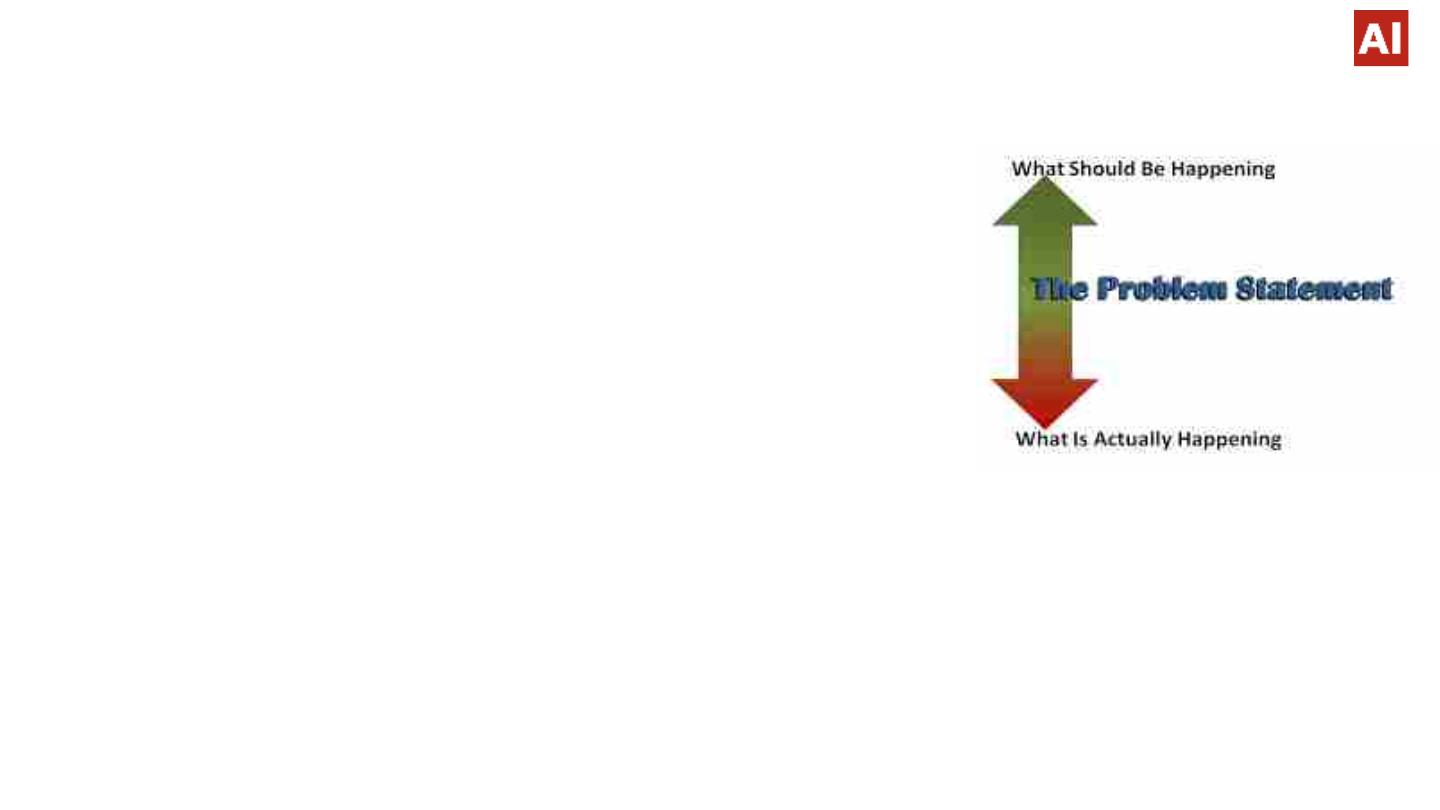 AI
What Should Be Happening
The Problem Statement
What Is Actually Happening